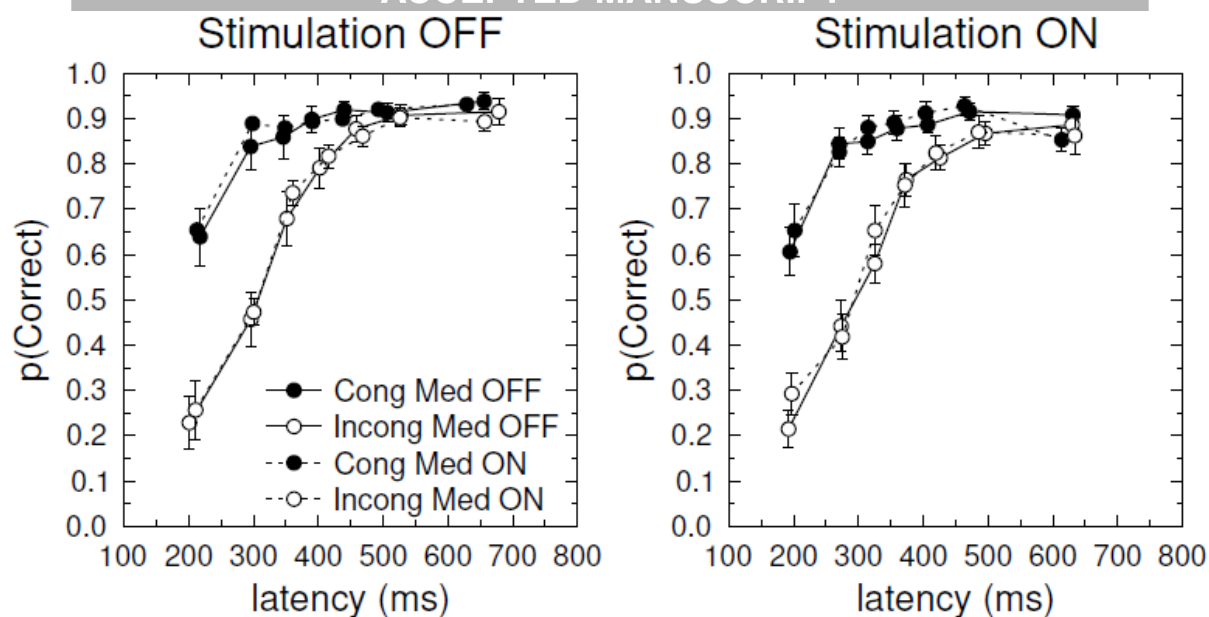 ACCEPTED MANUSCRIPT
Stimulation OFF
p(Correct)
1.0
0.9
0.8
0.7
0.6
0.5
0.4
0.3
0.2
0.1
0.0
Cong Med OFF
Incong Med OFF
Cong Med ON
Incong Med ON
100 200 300 400 500 600 700 800
latency (ms)
Stimulation ON
p(Correct)
1.0
0.9
0.8
0.7
0.6
0.5
0.4
0.3
0.2
0.1
0.0
100 200 300 400 500 600 700 800
latency (ms)